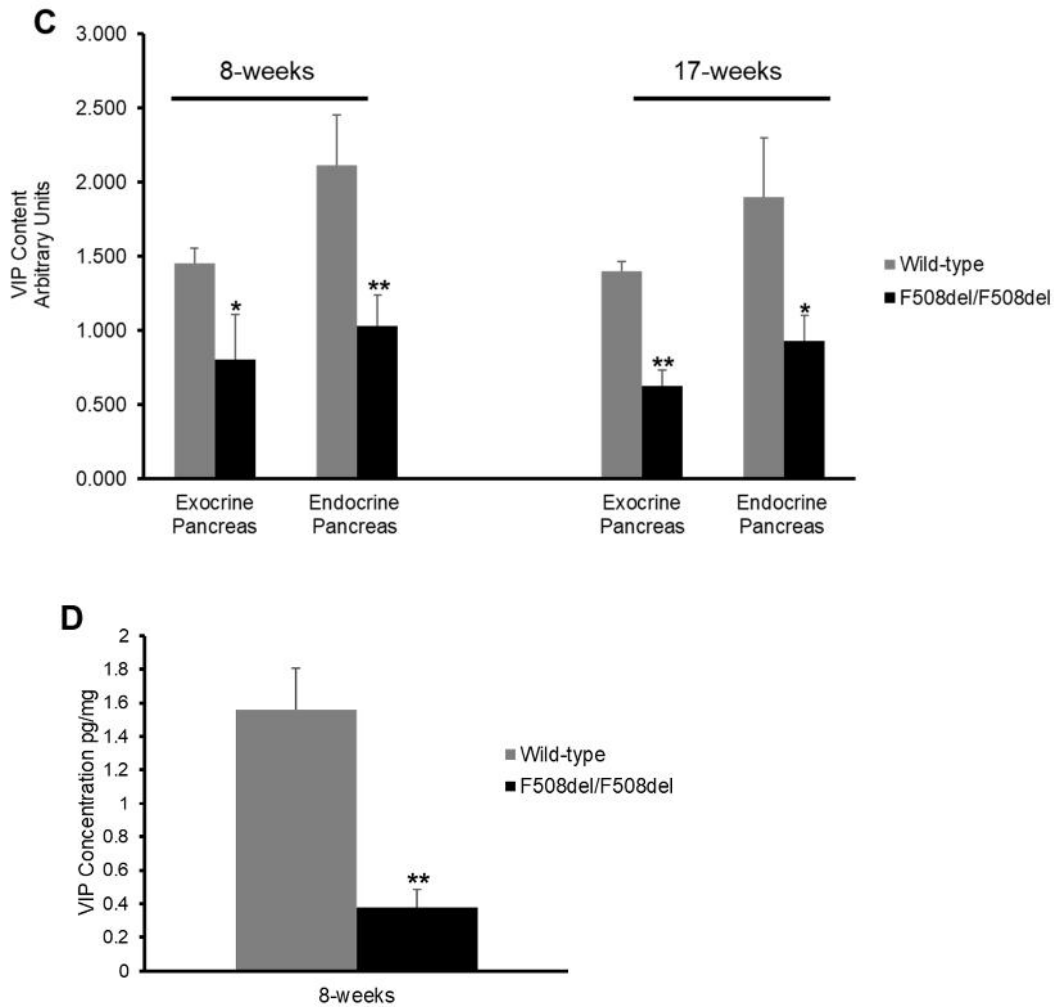 C
3.000
8-weeks
17-weeks
2.500
2.000
VIP Content
Arbitrary Units
1.500
Wild-type
F508del/F508del
*
**
**
*
1.000
0.500
0.000
Exocrine
Pancreas
Endocrine
Pancreas
Exocrine
Pancreas
Endocrine
Pancreas
D
2
1.8
1.6
1.4
1.2
1
0.8
0.6
0.4
0.2
0
VIP Concentration pg/mg
Wild-type
F508del/F508del
**
8-weeks